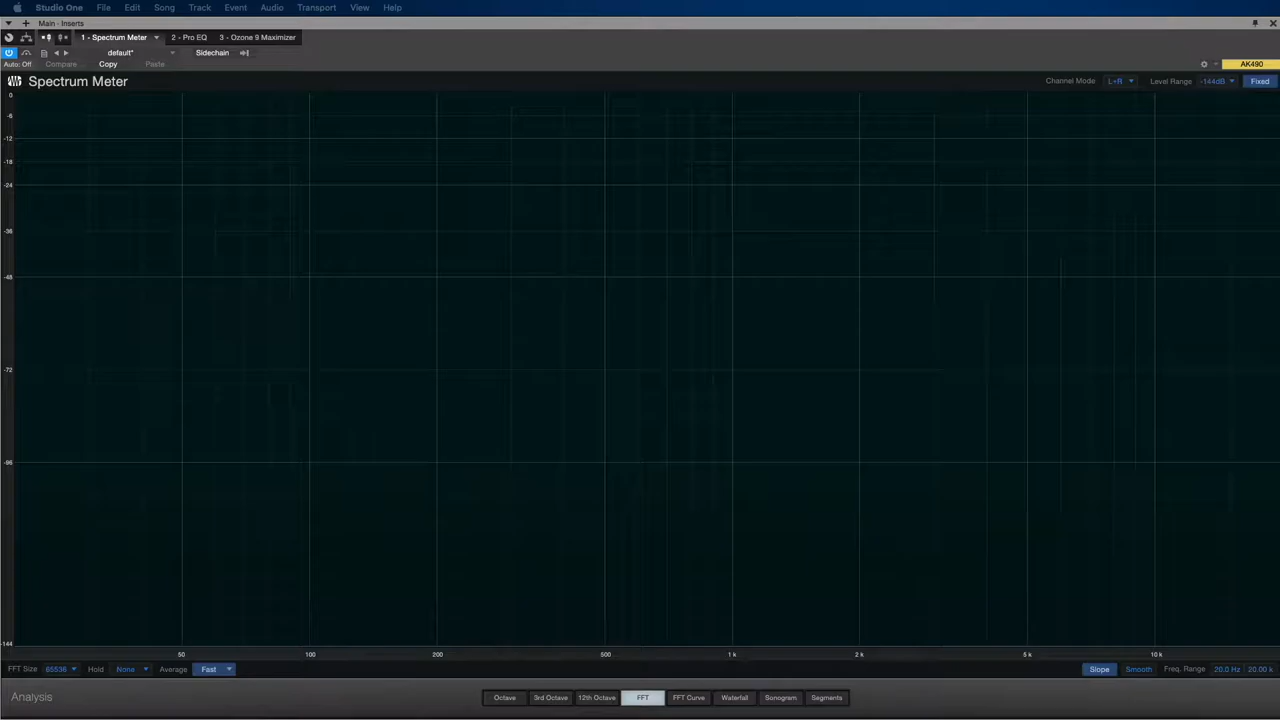 Studio One File Edit Song Track Event Audio Transport View Help
Main - Inserts
1 - Spectrum Meter 2 - Pro EQ 3 - Ozone 9 Maximizer
default* Sidechain
Auto: Off Compare Copy Paste AK490
Spectrum Meter Channel Mode L+R Level Range -144dB Fixed
0
-6
-12
-18
-24
-36
-48
-72
-96
-144
50 100 200 500 1 k 2 k 5 k 10 k
FFT Size 65536 Hold None Average Fast Slope Smooth Freq. Range 20.0 Hz 20.00 k
Analysis Octave 3rd Octave 12th Octave FFT FFT Curve Waterfall Sonogram Segments